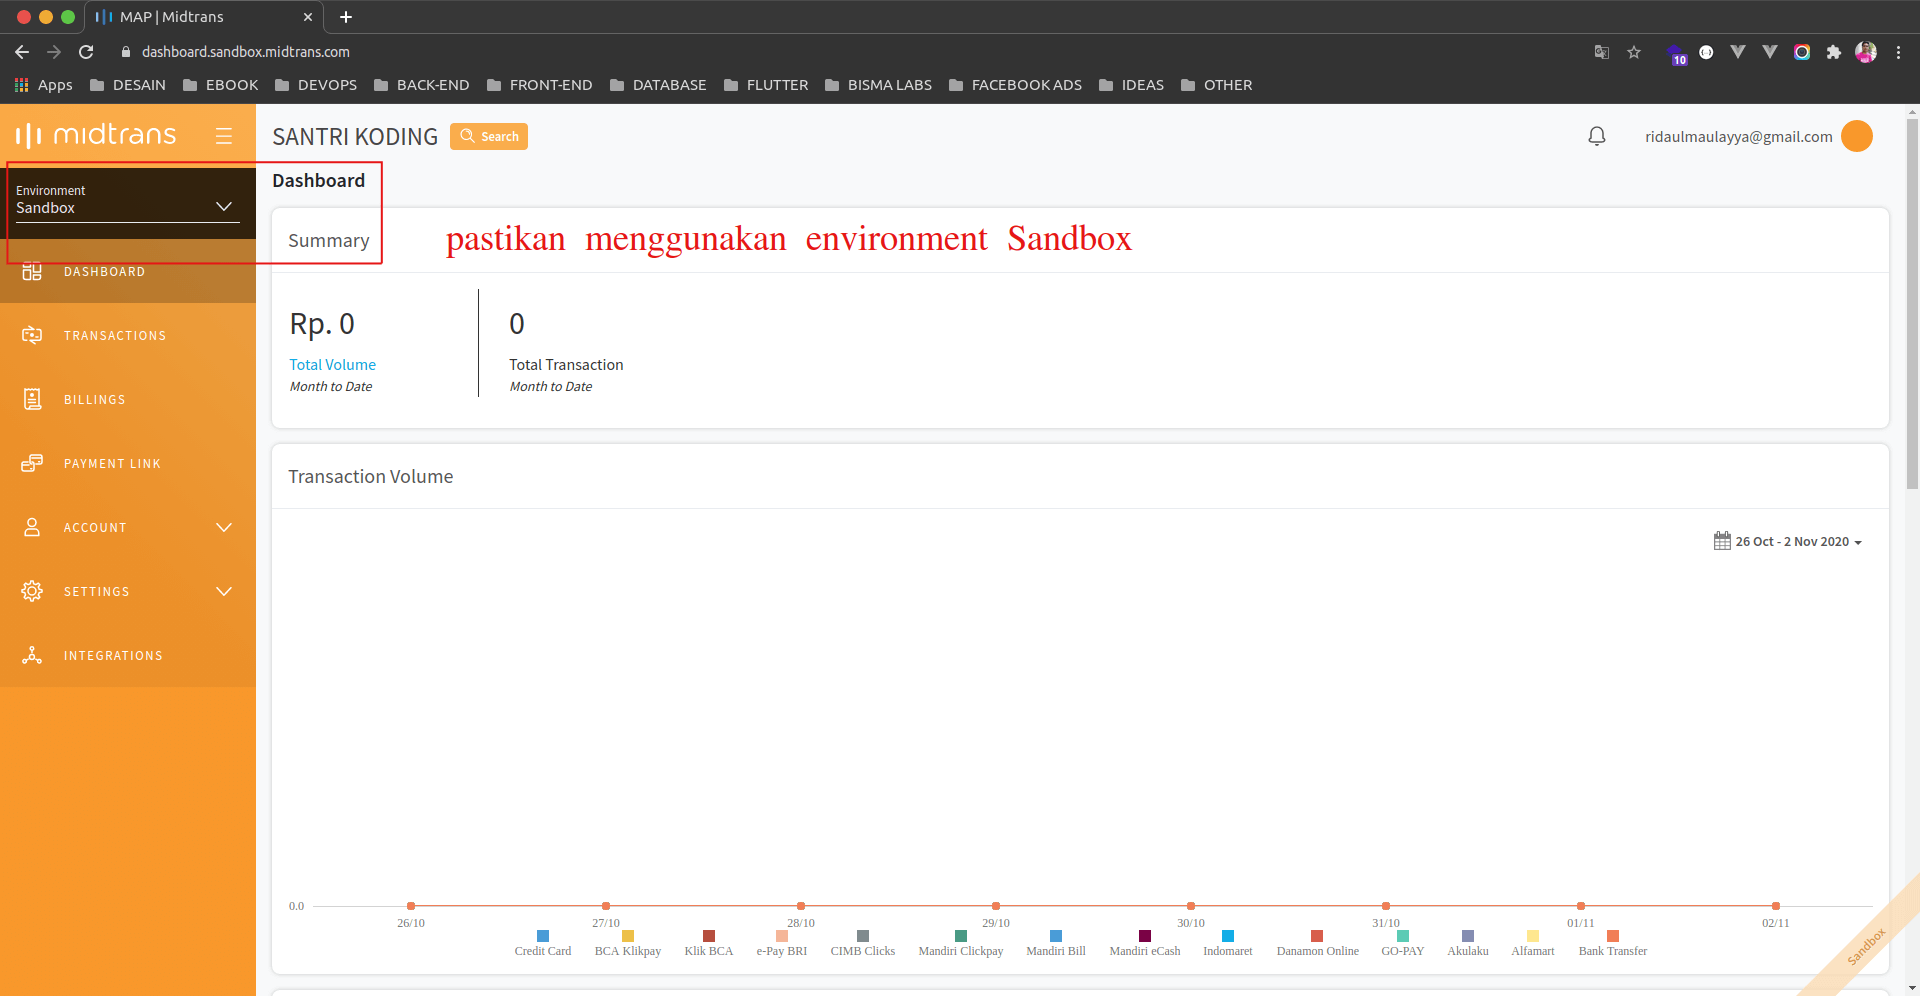 MAP | Midtrans
dashboard.sandbox.midtrans.com
10
Apps DESAIN EBOOK DEVOPS BACK-END FRONT-END DATABASE FLUTTER BISMA LABS FACEBOOK ADS IDEAS OTHER
midtrans
SANTRI KODING Search
ridaulmaulayya@gmail.com
Environment
Sandbox
Dashboard
Summary
pastikan menggunakan environment Sandbox
DASHBOARD
TRANSACTIONS
BILLINGS
PAYMENT LINK
ACCOUNT
SETTINGS
INTEGRATIONS
Rp. 0
Total Volume
Month to Date
0
Total Transaction
Month to Date
Transaction Volume
26 Oct - 2 Nov 2020
0.0
26/10 27/10 28/10 29/10 30/10 31/10 01/11 02/11
Credit Card BCA Klikpay Klik BCA e-Pay BRI CIMB Clicks Mandiri Clickpay Mandiri Bill Mandiri eCash Indomaret Danamon Online GO-PAY Akulaku Alfamart Bank Transfer
Sandbox